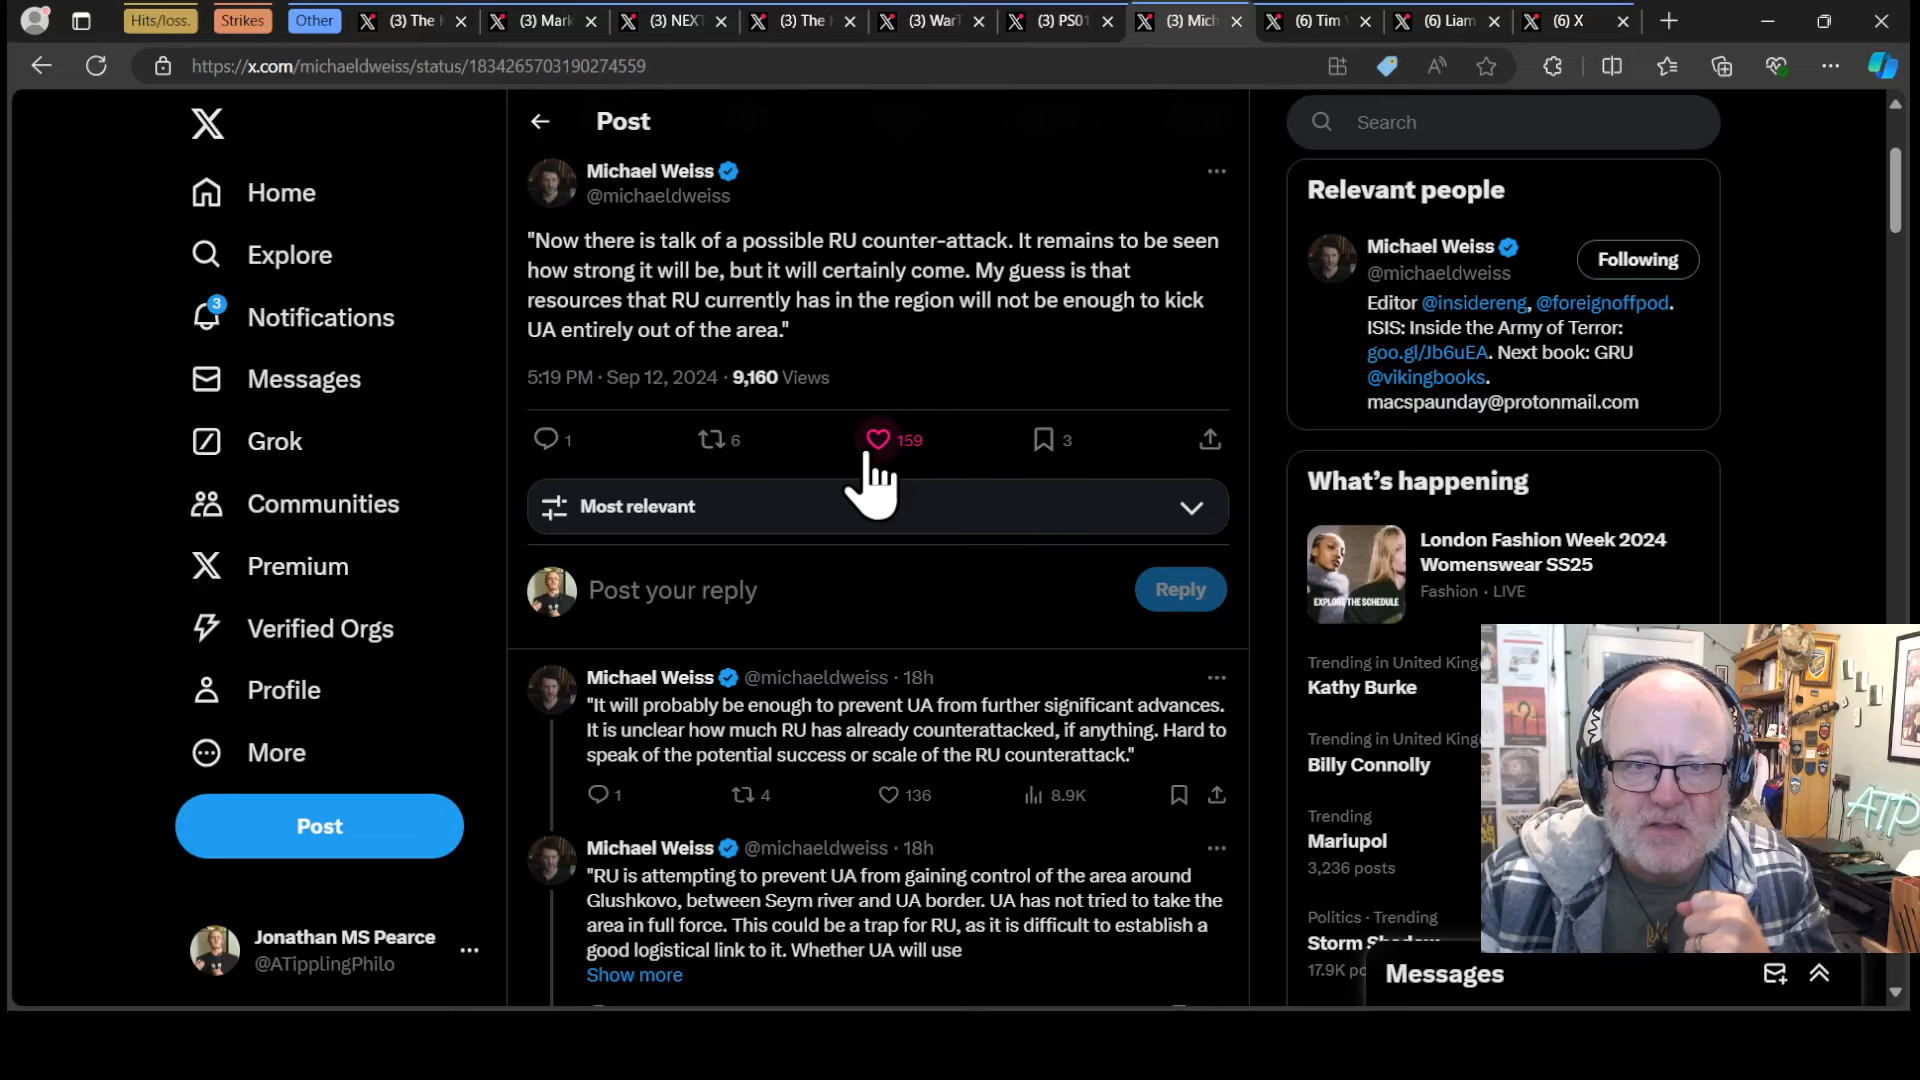 Hits/loss.
Strikes
Other
(3) The
(3) Mark
(3) NEXT
(3) The
(3) WarT
(3) PS01
(3) Mich
(6) Tim
(6) Liam
(6) X
https://x.com/michaeldweiss/status/1834265703190274559
Home
Explore
3
Notifications
Messages
Grok
Communities
Premium
Verified Orgs
Profile
More
Post
Jonathan MS Pearce
@ATipplingPhilo
Post
Michael Weiss
@michaeldweiss
"Now there is talk of a possible RU counter-attack. It remains to be seen
how strong it will be, but it will certainly come. My guess is that
resources that RU currently has in the region will not be enough to kick
UA entirely out of the area."
5:19 PM · Sep 12, 2024 · 9,160 Views
1 6 159 3
Most relevant
Post your reply
Reply
Michael Weiss @michaeldweiss · 18h
"It will probably be enough to prevent UA from further significant advances.
It is unclear how much RU has already counterattacked, if anything. Hard to
speak of the potential success or scale of the RU counterattack."
1 4 136 8.9K
Michael Weiss @michaeldweiss · 18h
"RU is attempting to prevent UA from gaining control of the area around
Glushkovo, between Seym river and UA border. UA has not tried to take the
area in full force. This could be a trap for RU, as it is difficult to establish a
good logistical link to it. Whether UA will use
Show more
Search
Relevant people
Michael Weiss
@michaeldweiss
Following
Editor @insidereng, @foreignoffpod.
ISIS: Inside the Army of Terror:
goo.gl/Jb6uEA. Next book: GRU
@vikingbooks.
macspaunday@protonmail.com
What's happening
London Fashion Week 2024
Womenswear SS25
Fashion · LIVE
EXPLORE THE SCHEDULE
Trending in United King
Kathy Burke
Trending in United King
Billy Connolly
Trending
Mariupol
3,236 posts
Politics · Trending
Storm Shadow
17.9K po
Messages
ATP